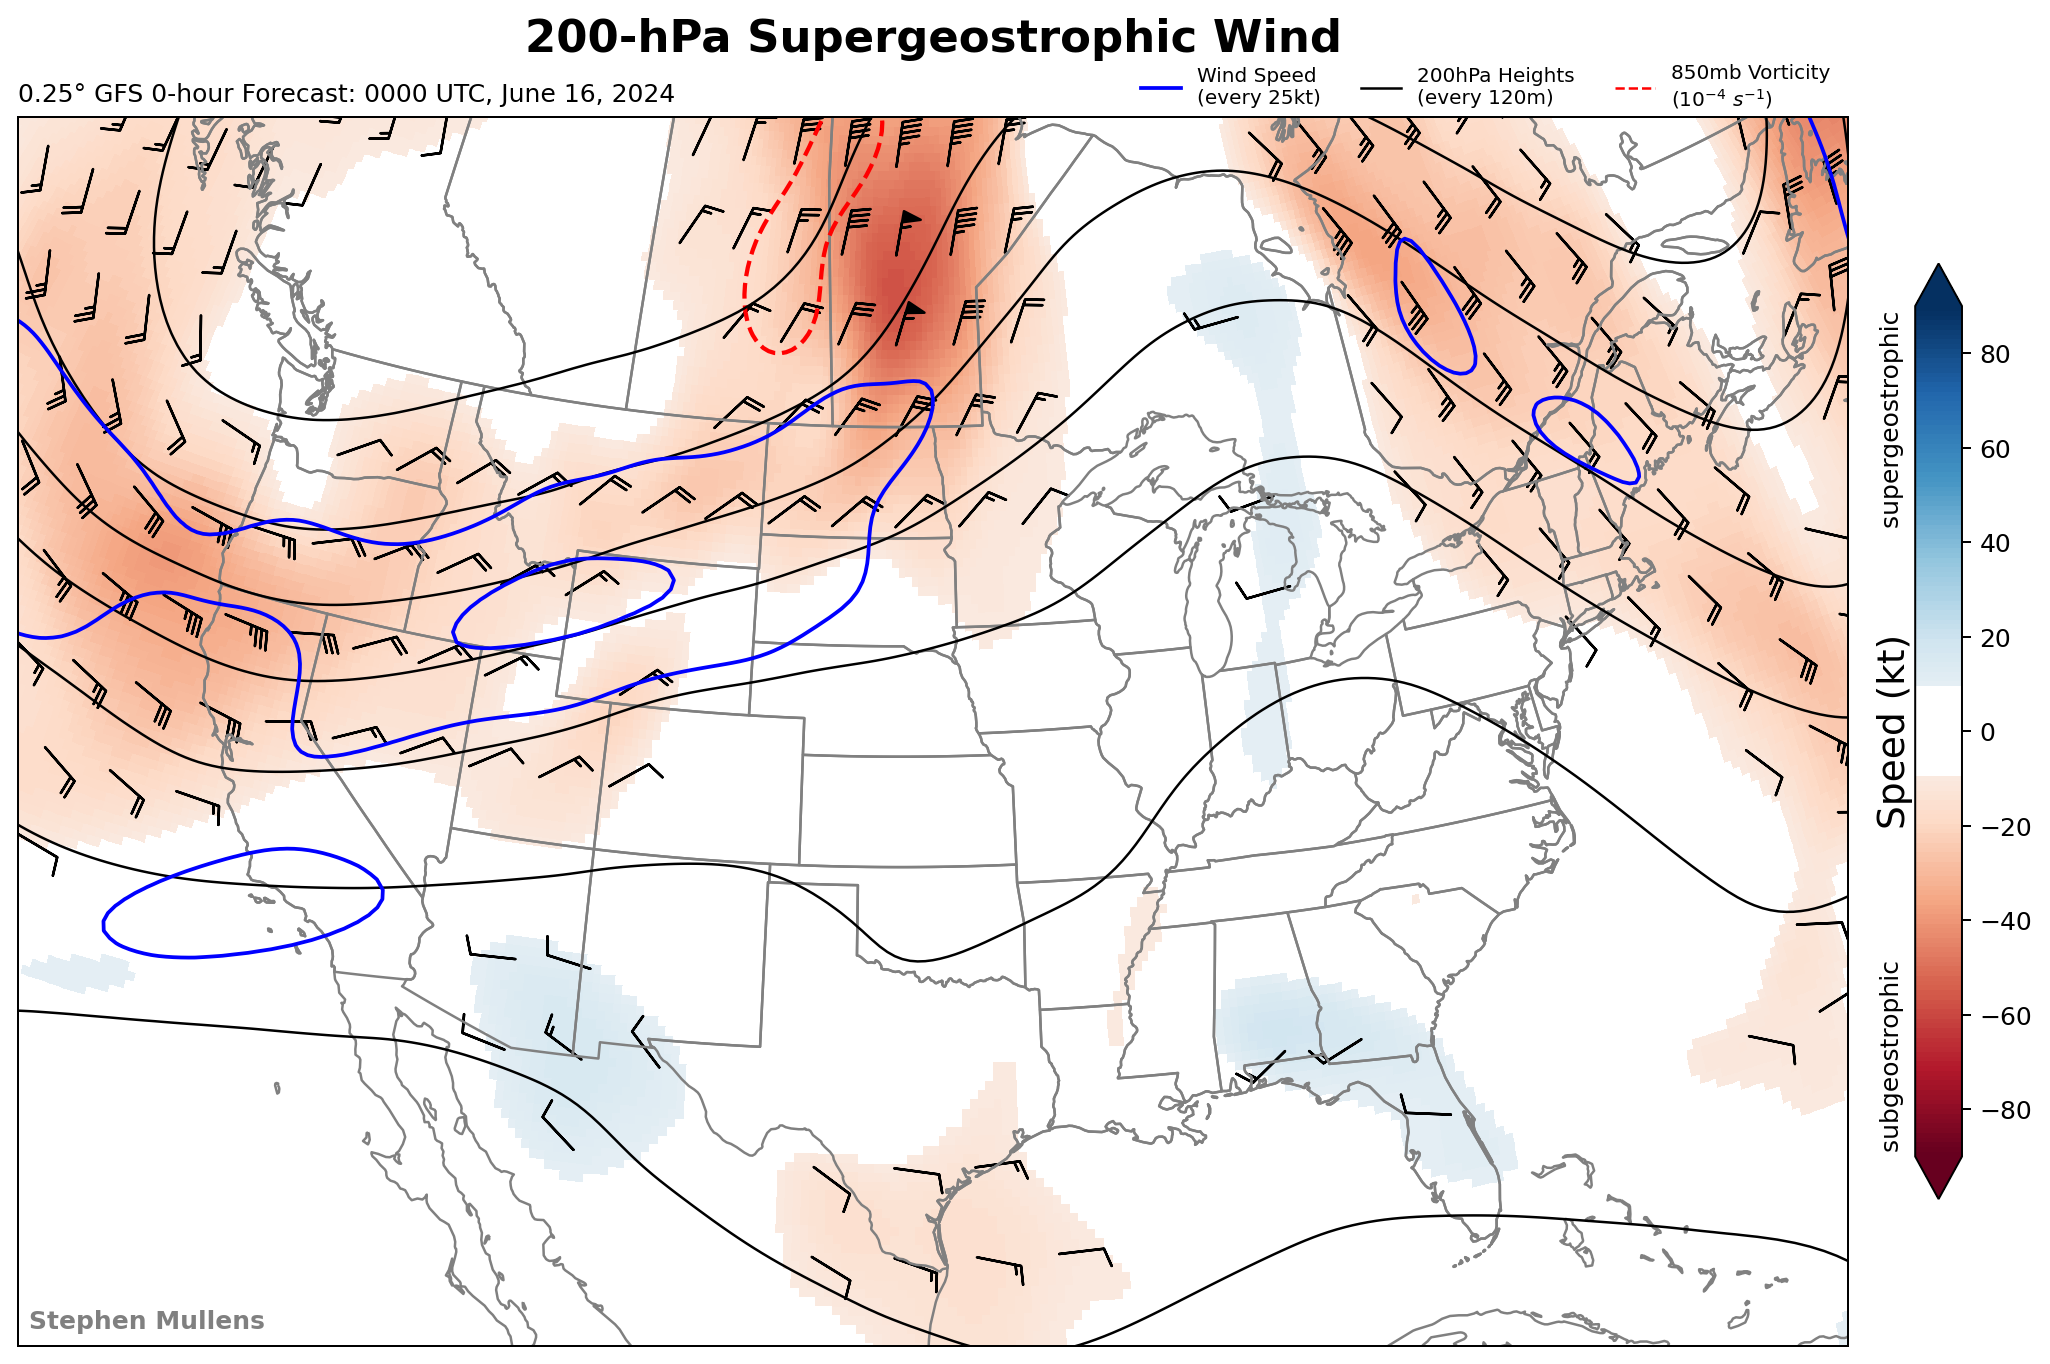 200-hPa Supergeostrophic Wind
0.25° GFS 0-hour Forecast: 0000 UTC, June 16, 2024
Wind Speed
(every 25kt)
200hPa Heights
(every 120m)
850mb Vorticity
(10⁻⁴ s⁻¹)
supergeostrophic
Speed (kt)
subgeostrophic
80
60
40
20
0
−20
−40
−60
−80
Stephen Mullens